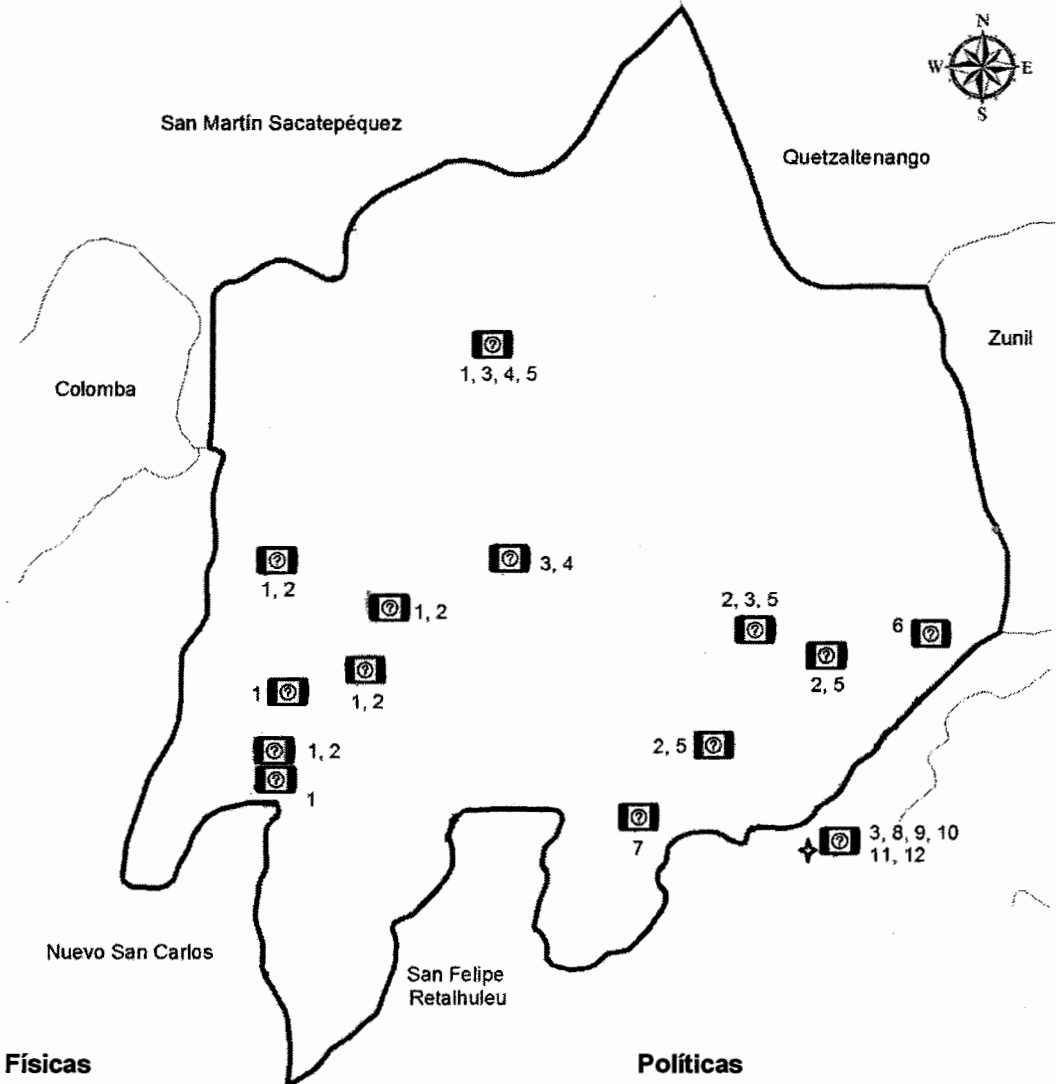 N
W E
S
San Martín Sacatepéquez
Quetzaltenango
Zunil
Colomba
1, 3, 4, 5
3, 4
1, 2
1, 2
2, 3, 5
6
2, 5
1, 2
1
2, 5
1, 2
1
7
3, 8, 9, 10
11, 12
Nuevo San Carlos
San Felipe
Retalhuleu
Físicas
Políticas